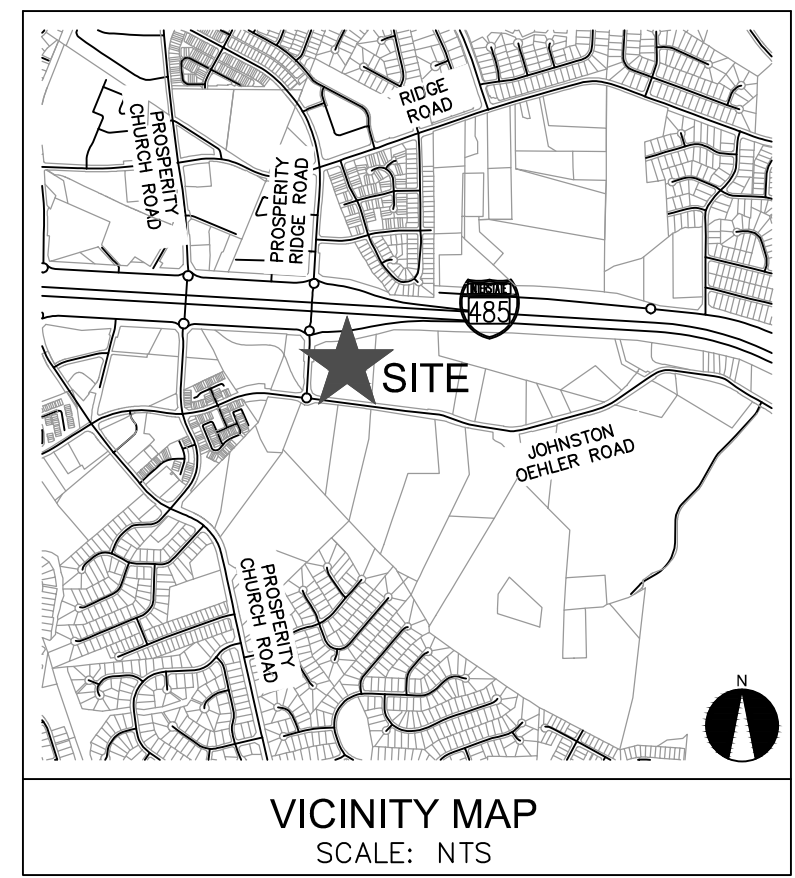 RIDGE
ROAD
PROSPERITY
CHURCH ROAD
PROSPERITY
RIDGE ROAD
INTERSTATE
485
SITE
JOHNSTON
OEHLER ROAD
PROSPERITY
CHURCH ROAD
N
VICINITY MAP
SCALE: NTS